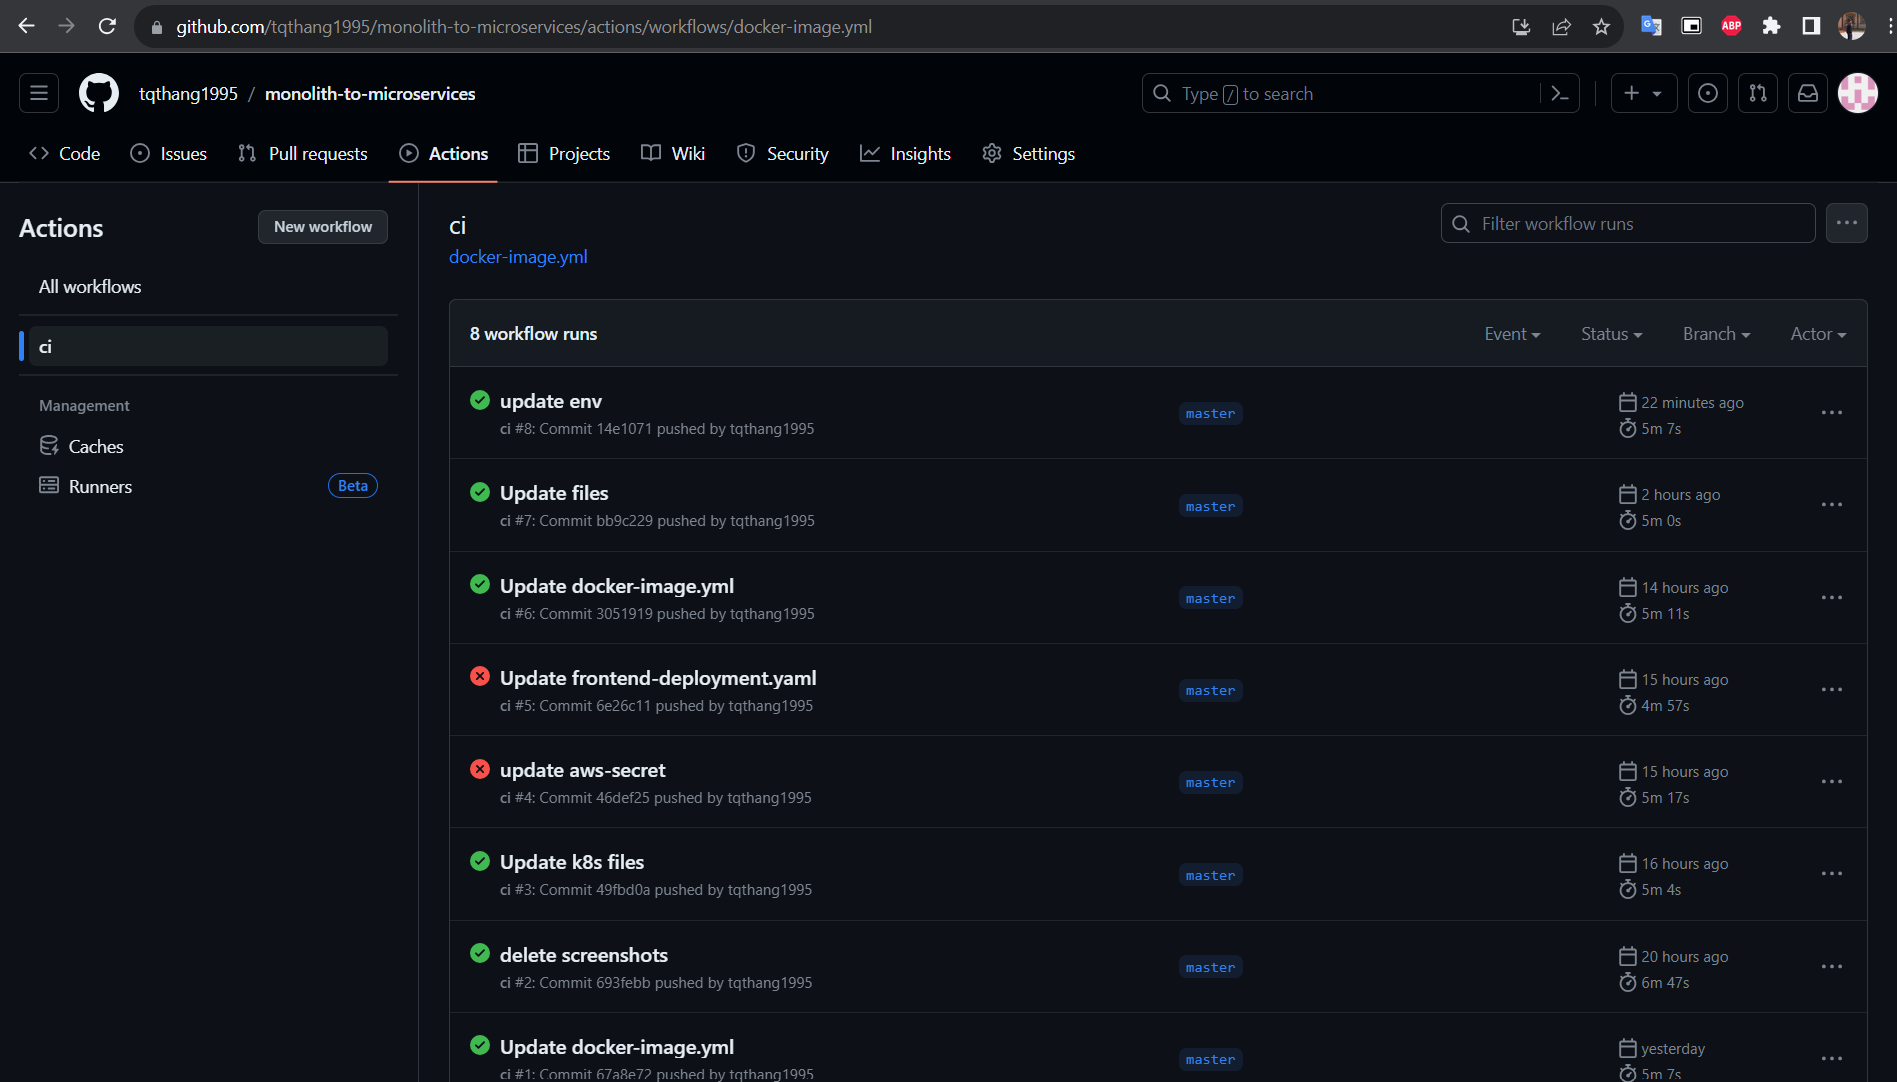 github.com/tqthang1995/monolith-to-microservices/actions/workflows/docker-image.yml
ABP
tqthang1995 / monolith-to-microservices
Type / to search
Code
Issues
Pull requests
Actions
Projects
Wiki
Security
Insights
Settings
Actions
New workflow
All workflows
ci
Management
Caches
Runners
Beta
ci
docker-image.yml
Filter workflow runs
8 workflow runs
Event
Status
Branch
Actor
update env
ci #8: Commit 14e1071 pushed by tqthang1995
master
22 minutes ago
5m 7s
Update files
ci #7: Commit bb9c229 pushed by tqthang1995
master
2 hours ago
5m 0s
Update docker-image.yml
ci #6: Commit 3051919 pushed by tqthang1995
master
14 hours ago
5m 11s
Update frontend-deployment.yaml
ci #5: Commit 6e26c11 pushed by tqthang1995
master
15 hours ago
4m 57s
update aws-secret
ci #4: Commit 46def25 pushed by tqthang1995
master
15 hours ago
5m 17s
Update k8s files
ci #3: Commit 49fbd0a pushed by tqthang1995
master
16 hours ago
5m 4s
delete screenshots
ci #2: Commit 693febb pushed by tqthang1995
master
20 hours ago
6m 47s
Update docker-image.yml
ci #1: Commit 67a8e72 pushed by tqthang1995
master
yesterday
5m 7s